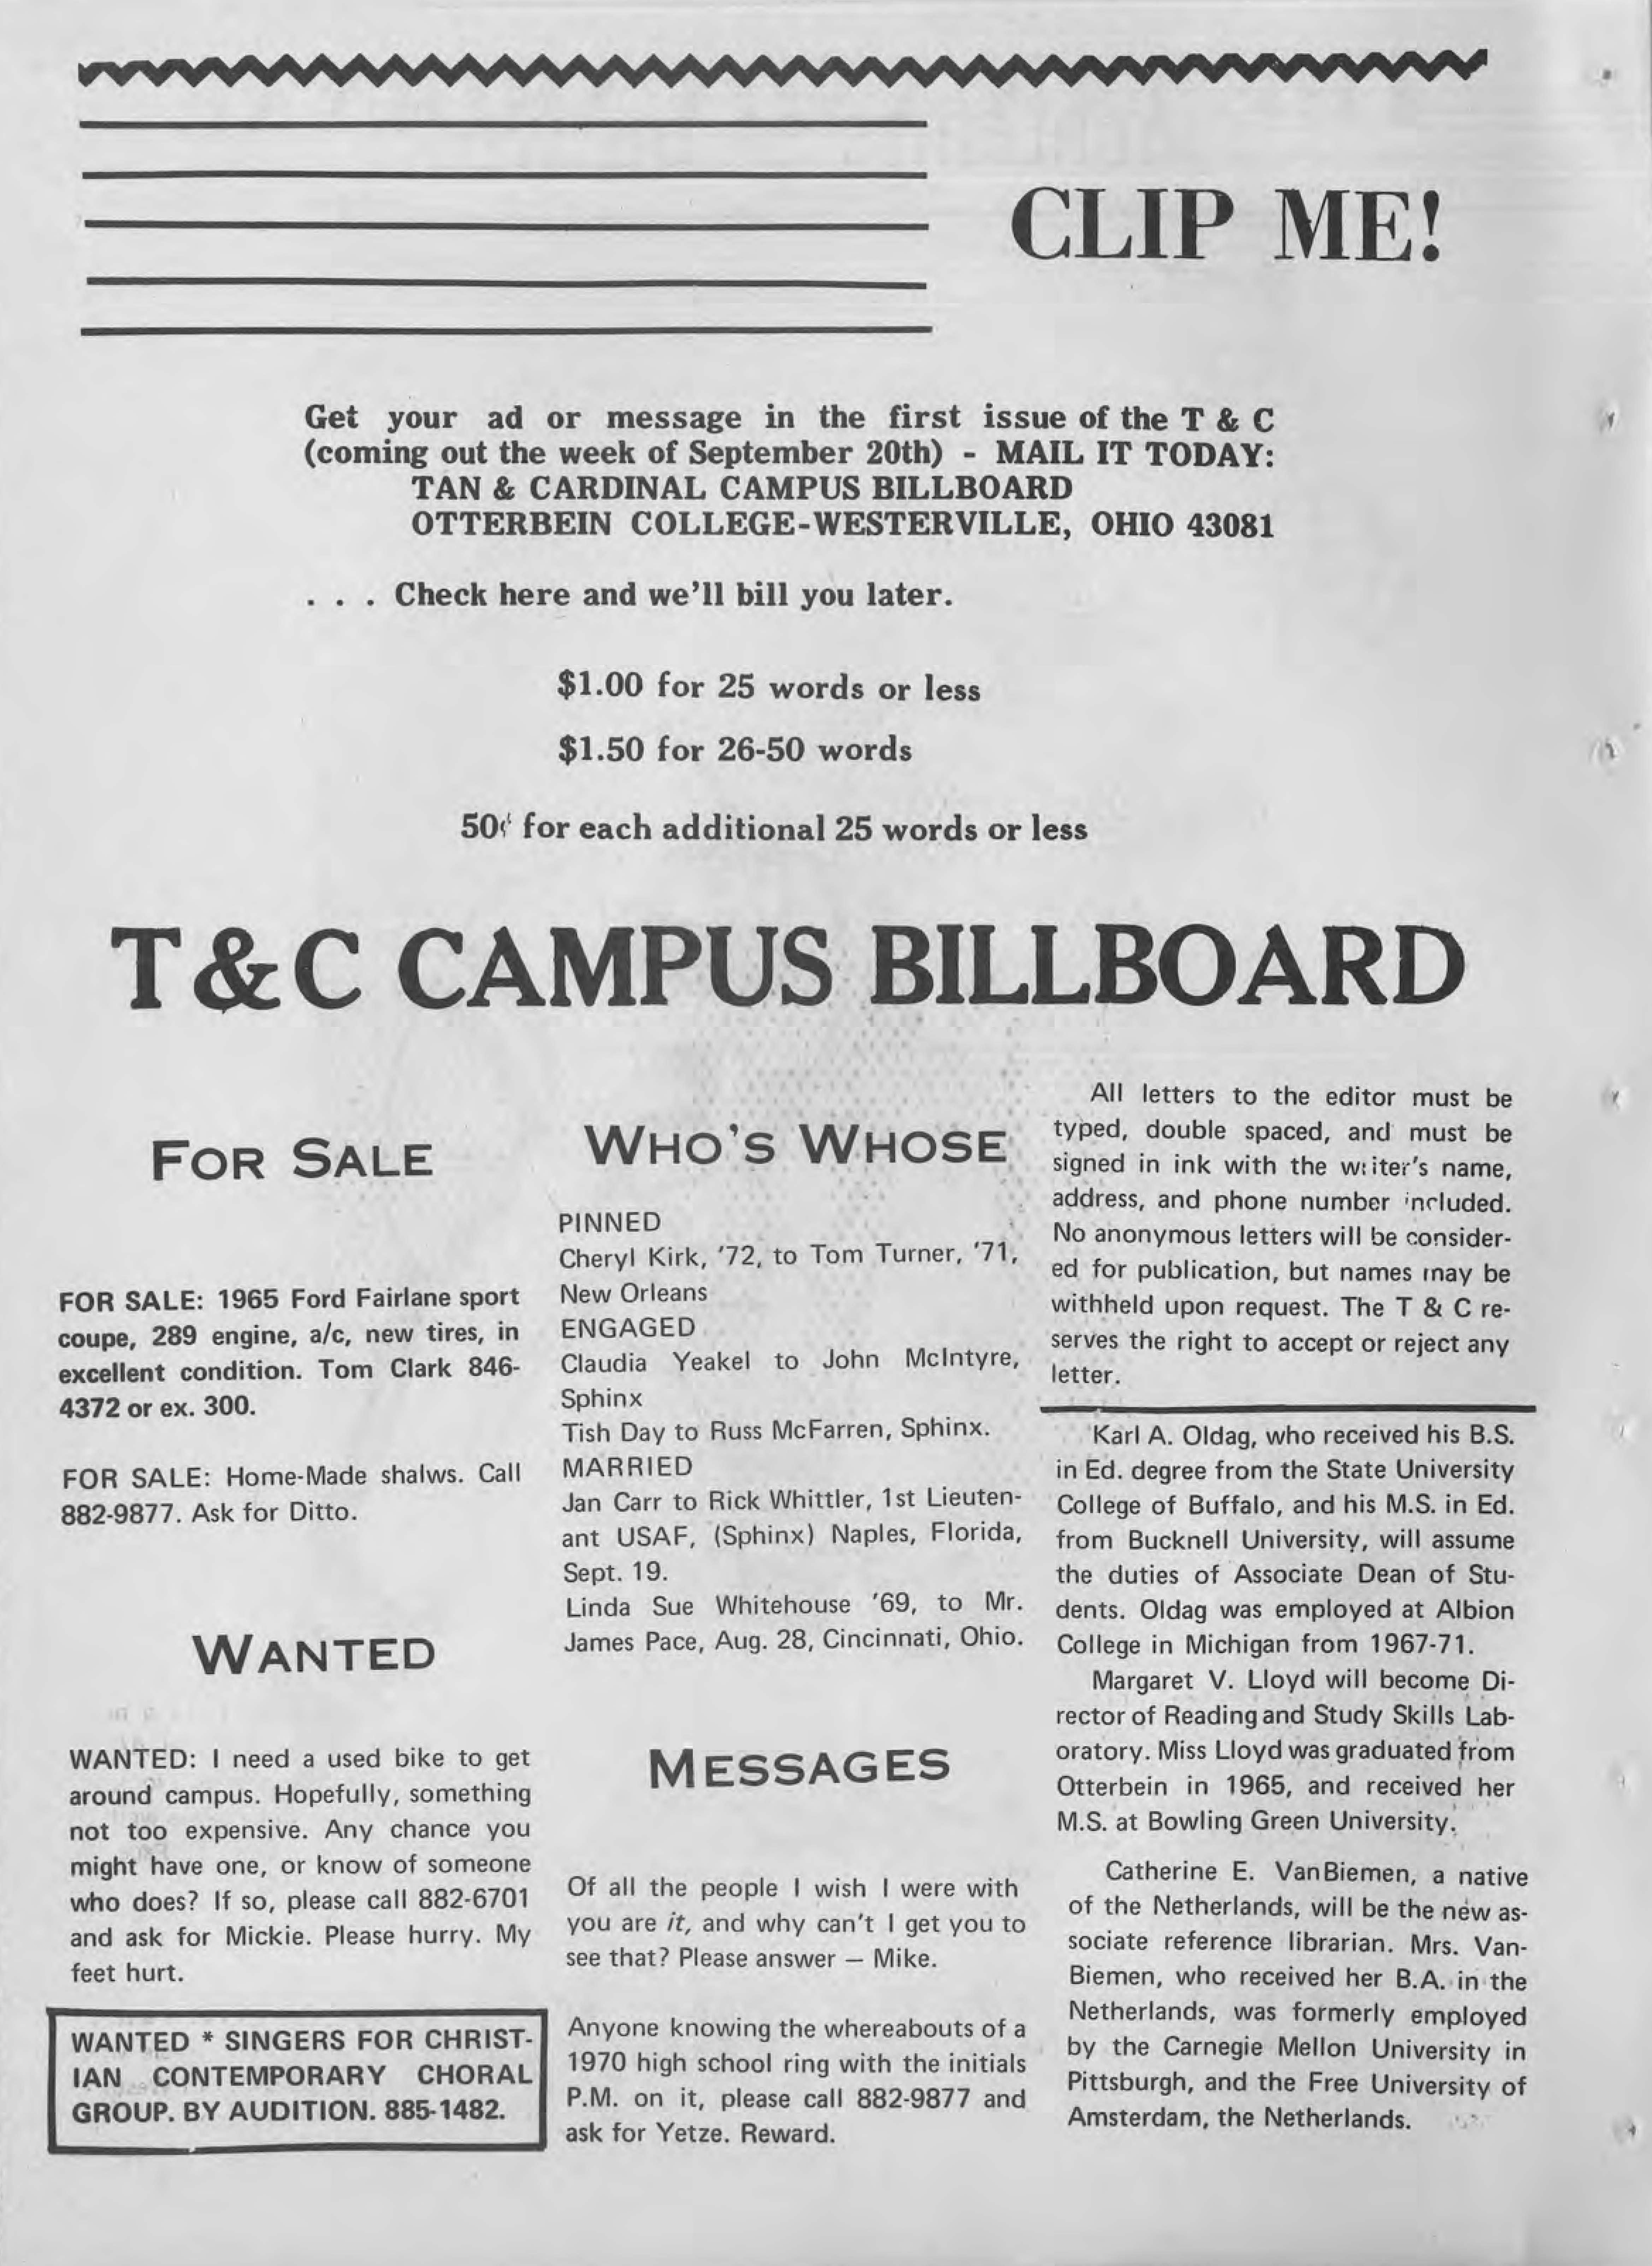 CLIP ME!
Get your ad or message in the first issue of the T & C
(coming out the week of September 20th) - MAIL IT TODAY:
TAN & CARDINAL CAMPUS BILLBOARD
OTTERBEIN COLLEGE-WESTERVILLE, OHIO 43081
. . . Check here and we'll bill you later.
$1.00 for 25 words or less
$1.50 for 26-50 words
50¢ for each additional 25 words or less
T & C CAMPUS BILLBOARD
FOR SALE
FOR SALE: 1965 Ford Fairlane sport
coupe, 289 engine, a/c, new tires, in
excellent condition. Tom Clark 846-
4372 or ex. 300.
FOR SALE: Home-Made shalws. Call
882-9877. Ask for Ditto.
WANTED
WANTED: I need a used bike to get
around campus. Hopefully, something
not too expensive. Any chance you
might have one, or know of someone
who does? If so, please call 882-6701
and ask for Mickie. Please hurry. My
feet hurt.
WANTED * SINGERS FOR CHRIST-
IAN CONTEMPORARY CHORAL
GROUP. BY AUDITION. 885-1482.
WHO'S WHOSE
PINNED
Cheryl Kirk, '72, to Tom Turner, '71,
New Orleans
ENGAGED
Claudia Yeakel to John McIntyre,
Sphinx
Tish Day to Russ McFarren, Sphinx.
MARRIED
Jan Carr to Rick Whittler, 1st Lieuten-
ant USAF, (Sphinx) Naples, Florida,
Sept. 19.
Linda Sue Whitehouse '69, to Mr.
James Pace, Aug. 28, Cincinnati, Ohio.
MESSAGES
Of all the people I wish I were with
you are it, and why can't I get you to
see that? Please answer — Mike.
Anyone knowing the whereabouts of a
1970 high school ring with the initials
P.M. on it, please call 882-9877 and
ask for Yetze. Reward.
All letters to the editor must be
typed, double spaced, and must be
signed in ink with the writer's name,
address, and phone number included.
No anonymous letters will be consider-
ed for publication, but names may be
withheld upon request. The T & C re-
serves the right to accept or reject any
letter.
Karl A. Oldag, who received his B.S.
in Ed. degree from the State University
College of Buffalo, and his M.S. in Ed.
from Bucknell University, will assume
the duties of Associate Dean of Stu-
dents. Oldag was employed at Albion
College in Michigan from 1967-71.
Margaret V. Lloyd will become Di-
rector of Reading and Study Skills Lab-
oratory. Miss Lloyd was graduated from
Otterbein in 1965, and received her
M.S. at Bowling Green University.
Catherine E. VanBiemen, a native
of the Netherlands, will be the new as-
sociate reference librarian. Mrs. Van-
Biemen, who received her B.A. in the
Netherlands, was formerly employed
by the Carnegie Mellon University in
Pittsburgh, and the Free University of
Amsterdam, the Netherlands.